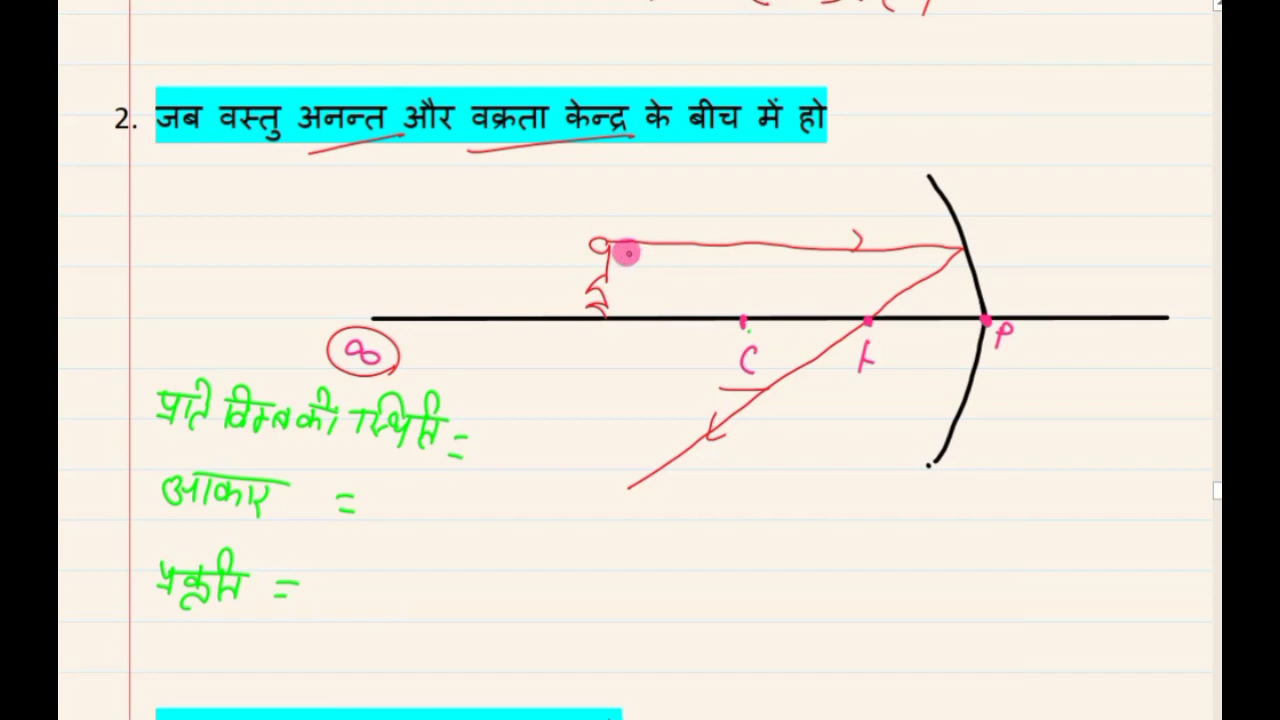 2. जब वस्तु अनन्त और वक्रता केन्द्र के बीच में हो
∞
C
F
P
प्रतिबिम्ब की स्थिति =
आकार =
प्रकृति =